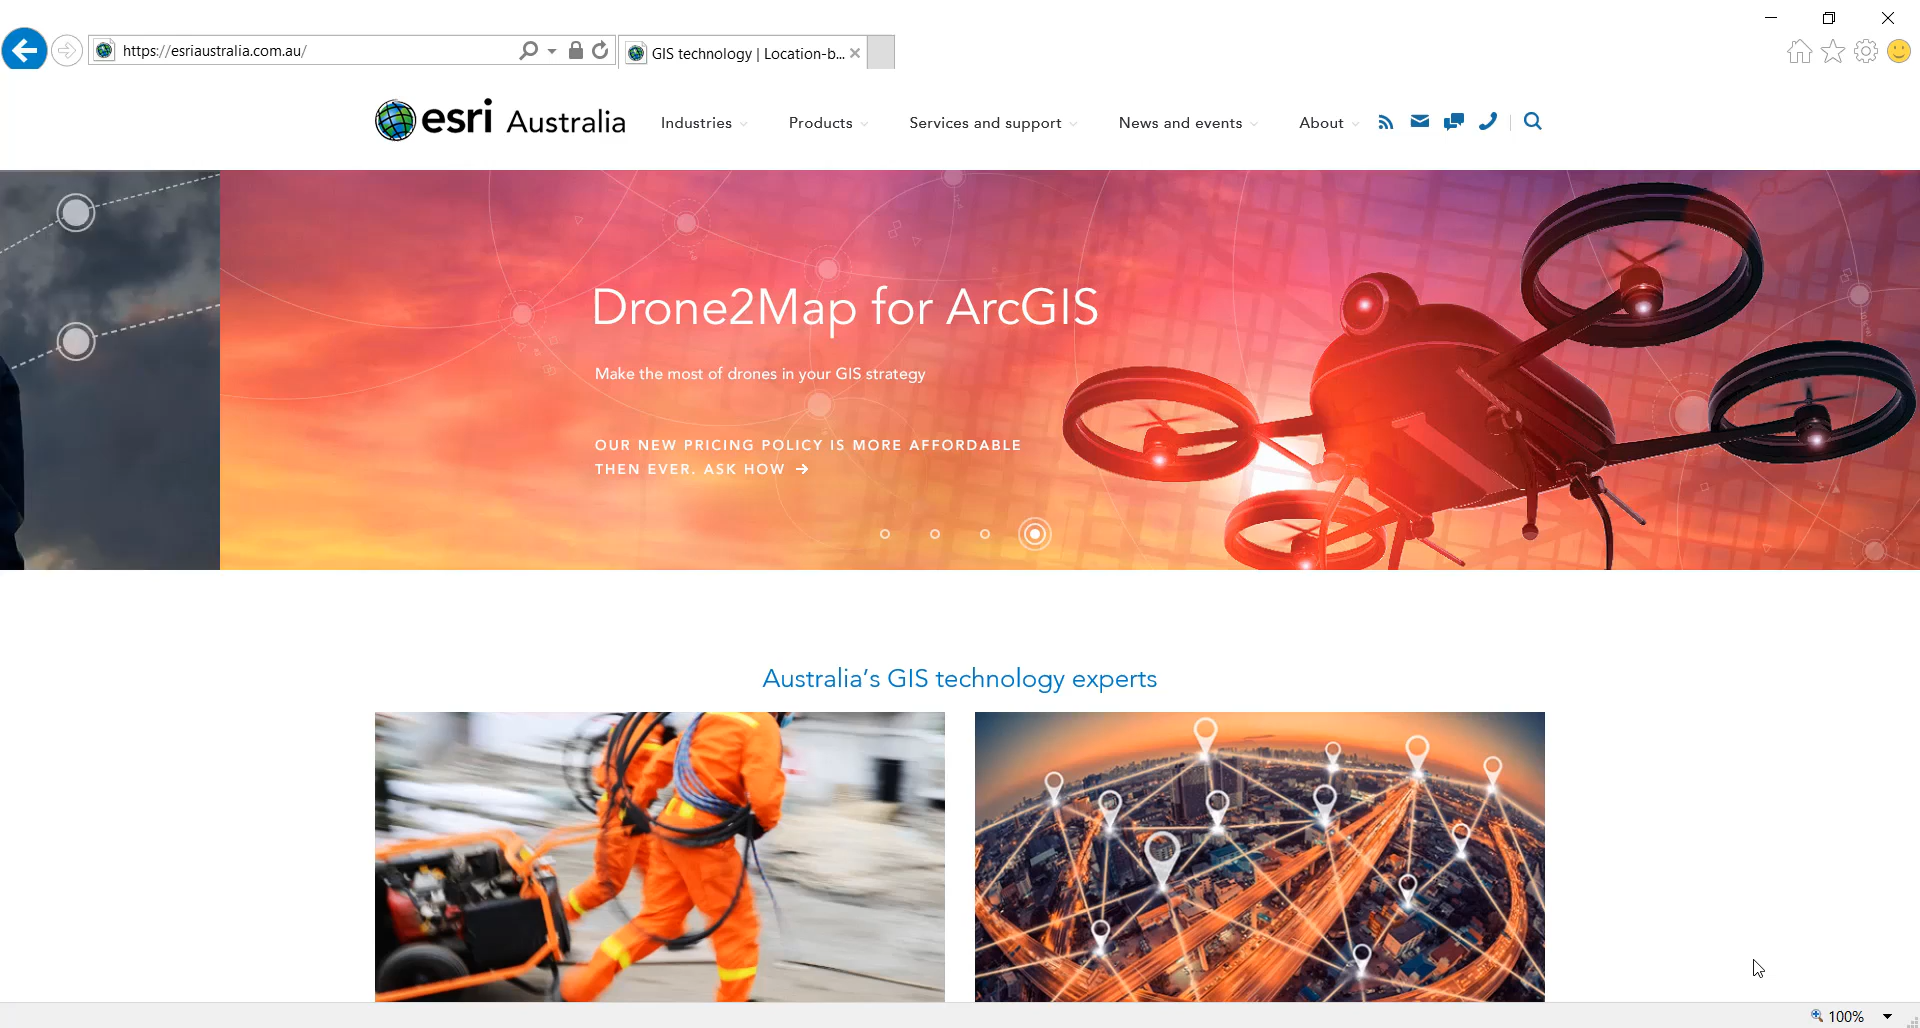 https://esriaustralia.com.au/
GIS technology | Location-b...
esri Australia
Industries
Products
Services and support
News and events
About
Drone2Map for ArcGIS
Make the most of drones in your GIS strategy
OUR NEW PRICING POLICY IS MORE AFFORDABLE
THEN EVER. ASK HOW →
Australia's GIS technology experts
100%